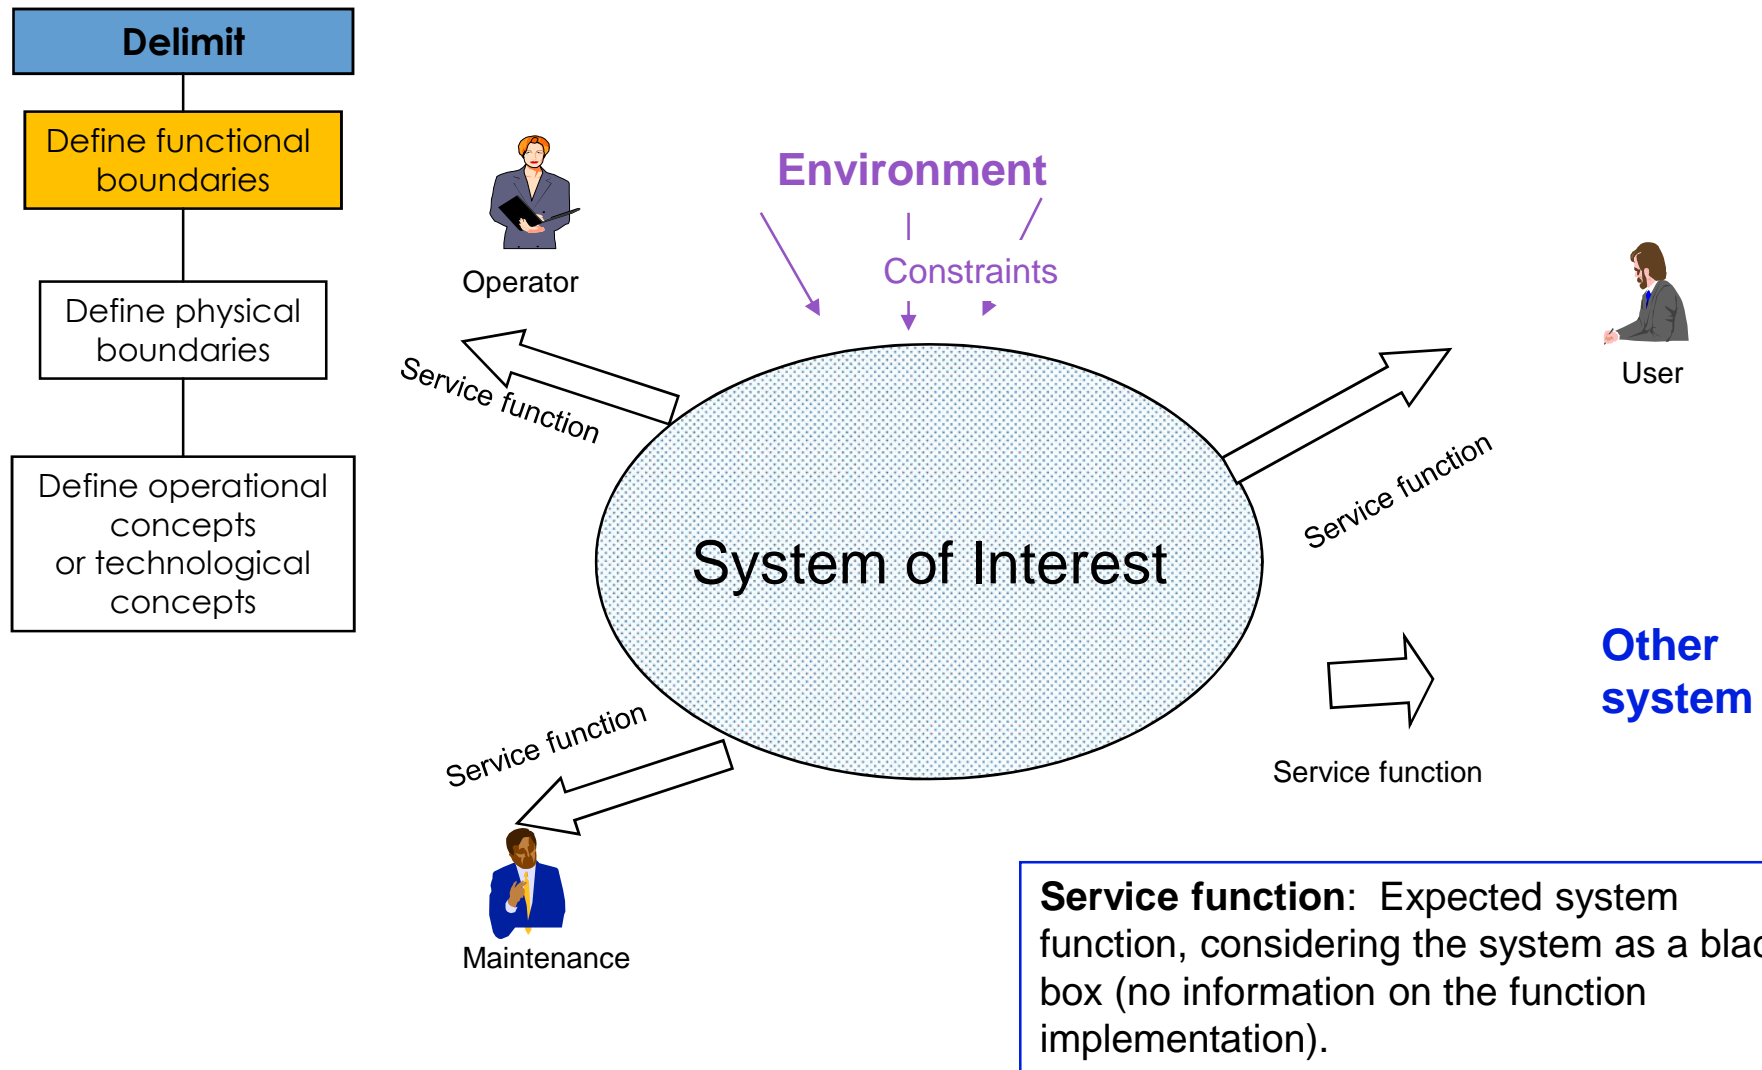 Delimit
Define functional
boundaries
Define physical
boundaries
Define operational
concepts
or technological
concepts
Operator
Environment
Constraints
User
Service function
Service function
System of Interest
Other
system
Service function
Service function
Maintenance
Service function: Expected system
function, considering the system as a
box (no information on the function
implementation).